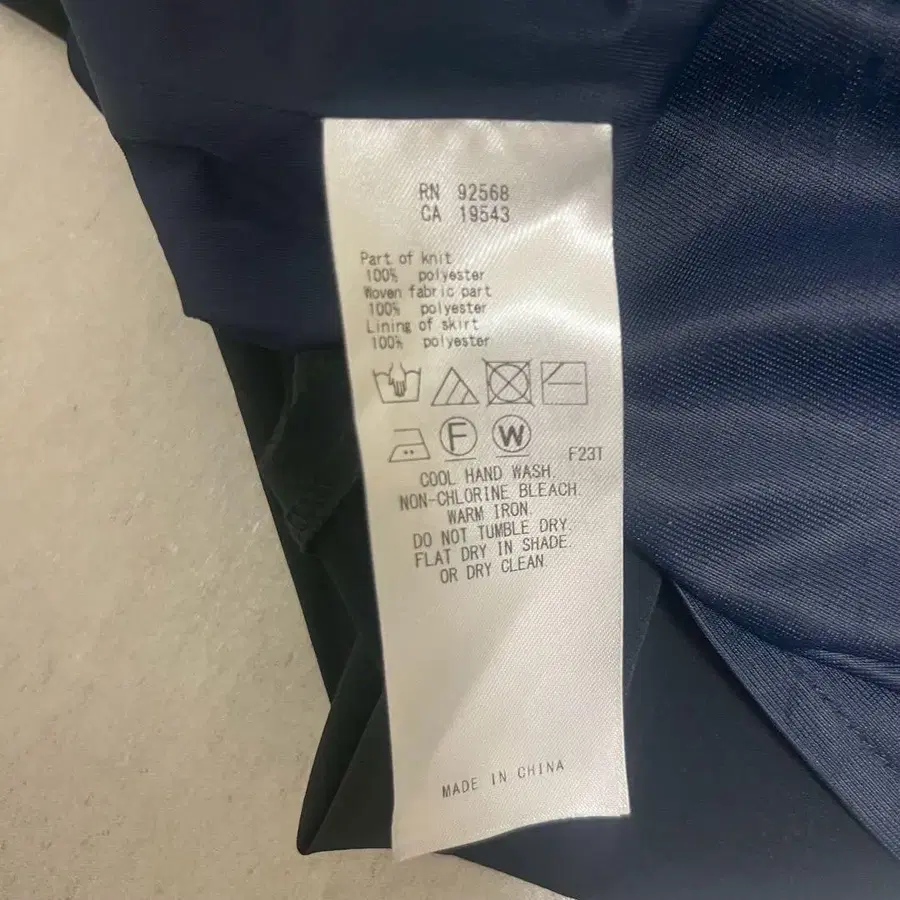 RN 92568
CA 19543
Part of knit
100% polyester
Woven fabric part
100% polyester
Lining of skirt
100% polyester
F W
F23T
COOL HAND WASH.
NON-CHLORINE BLEACH.
WARM IRON.
DO NOT TUMBLE DRY.
FLAT DRY IN SHADE.
OR DRY CLEAN.
MADE IN CHINA